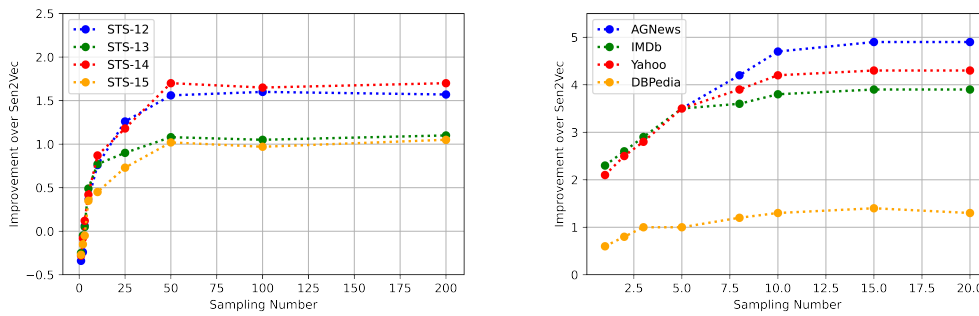 2.5
2.0
1.5
1.0
0.5
0.0
−0.5
Improvement over Sen2Vec
STS-12
STS-13
STS-14
STS-15
0 25 50 75 100 125 150 175 200
Sampling Number
5
4
3
2
1
0
Improvement over Sen2Vec
AGNews
IMDb
Yahoo
DBPedia
2.5 5.0 7.5 10.0 12.5 15.0 17.5 20.0
Sampling Number